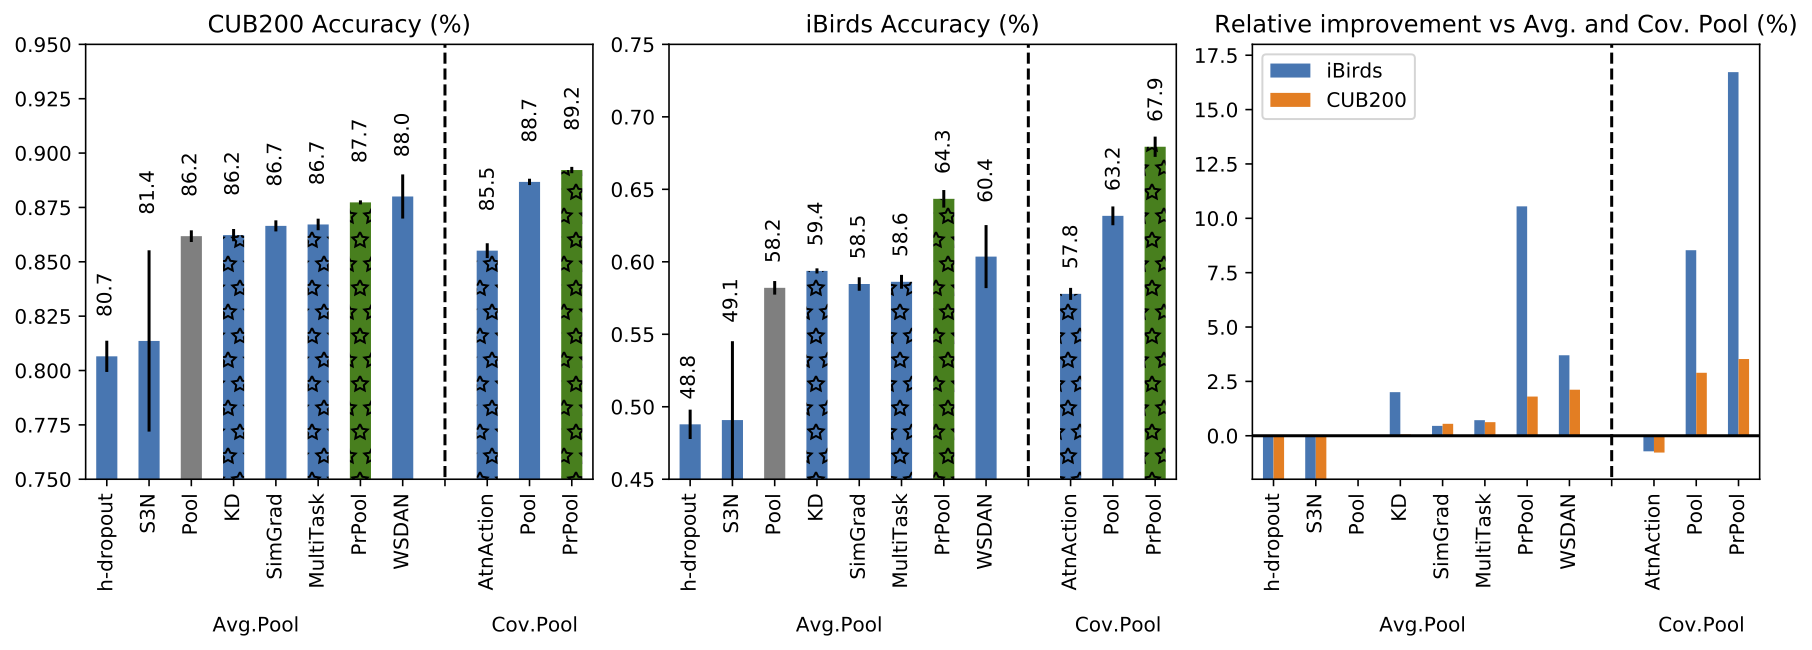 CUB200 Accuracy (%)
0.950
0.925
0.900
0.875
0.850
0.825
0.800
0.775
0.750
80.7
81.4
86.2
86.2
86.7
86.7
87.7
88.0
85.5
88.7
89.2
h-dropout
S3N
Pool
KD
SimGrad
MultiTask
PrPool
WSDAN
AtnAction
Pool
PrPool
Avg.Pool
Cov.Pool
iBirds Accuracy (%)
0.75
0.70
0.65
0.60
0.55
0.50
0.45
48.8
49.1
58.2
59.4
58.5
58.6
64.3
60.4
57.8
63.2
67.9
h-dropout
S3N
Pool
KD
SimGrad
MultiTask
PrPool
WSDAN
AtnAction
Pool
PrPool
Avg.Pool
Cov.Pool
Relative improvement vs Avg. and Cov. Pool (%)
17.5
15.0
12.5
10.0
7.5
5.0
2.5
0.0
iBirds
CUB200
h-dropout
S3N
Pool
KD
SimGrad
MultiTask
PrPool
WSDAN
AtnAction
Pool
PrPool
Avg.Pool
Cov.Pool